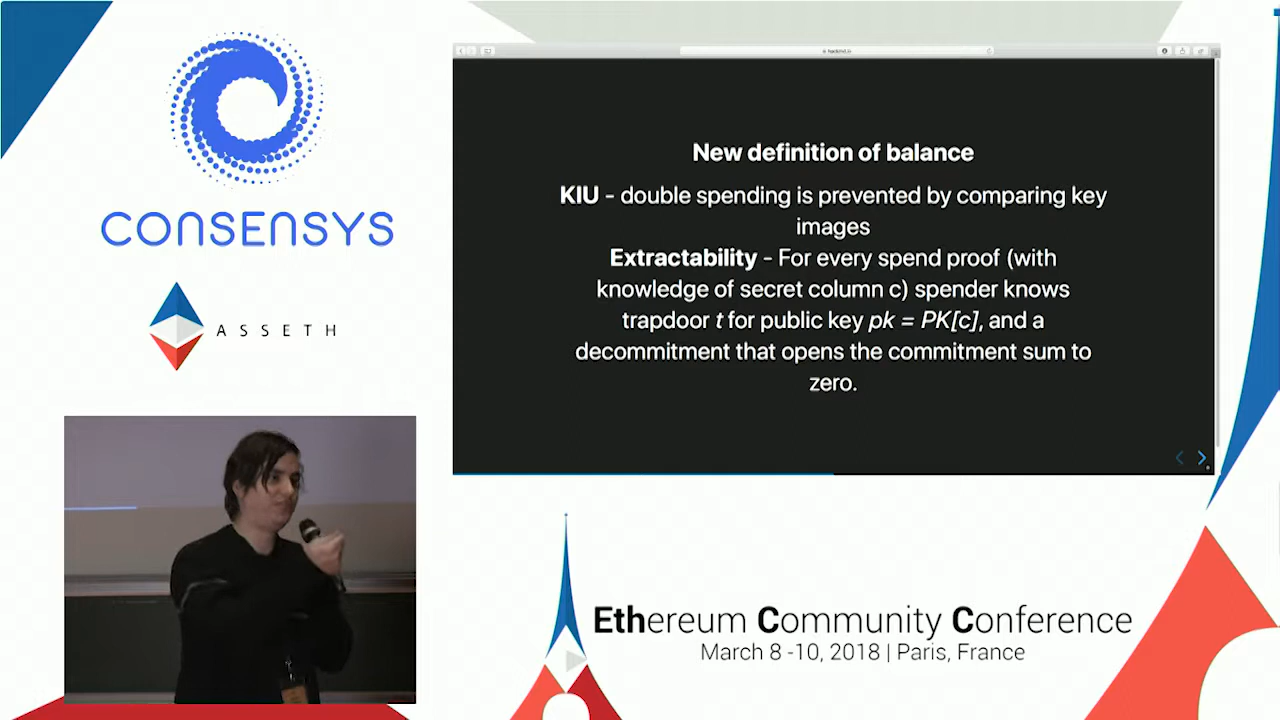 CONSENSYS
ASSETH
New definition of balance
KIU - double spending is prevented by comparing key
images
Extractability - For every spend proof (with
knowledge of secret column c) spender knows
trapdoor t for public key pk = PK[c], and a
decommitment that opens the commitment sum to
zero.
Ethereum Community Conference
March 8 -10, 2018 | Paris, France